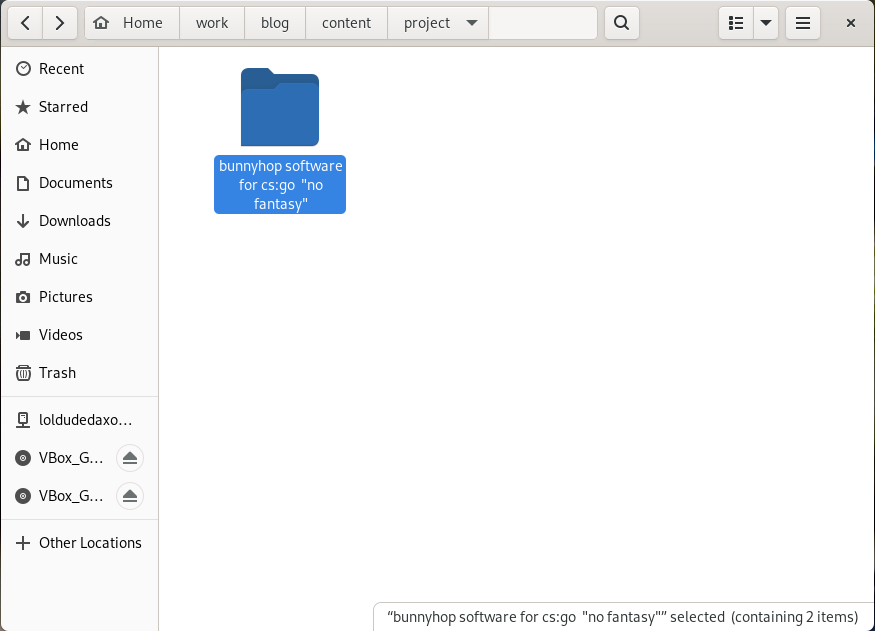 Home work blog content project
Recent
Starred
Home
Documents
Downloads
Music
Pictures
Videos
Trash
loldudedaxo…
VBox_G…
VBox_G…
Other Locations
bunnyhop software
for cs:go  "no
fantasy"
“bunnyhop software for cs:go  "no fantasy"” selected  (containing 2 items)